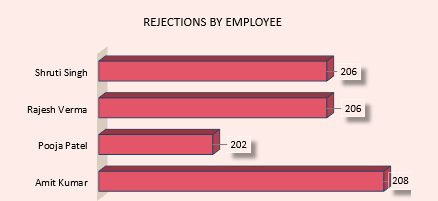 REJECTIONS BY EMPLOYEE
Shruti Singh 206
Rajesh Verma 206
Pooja Patel 202
Amit Kumar 208